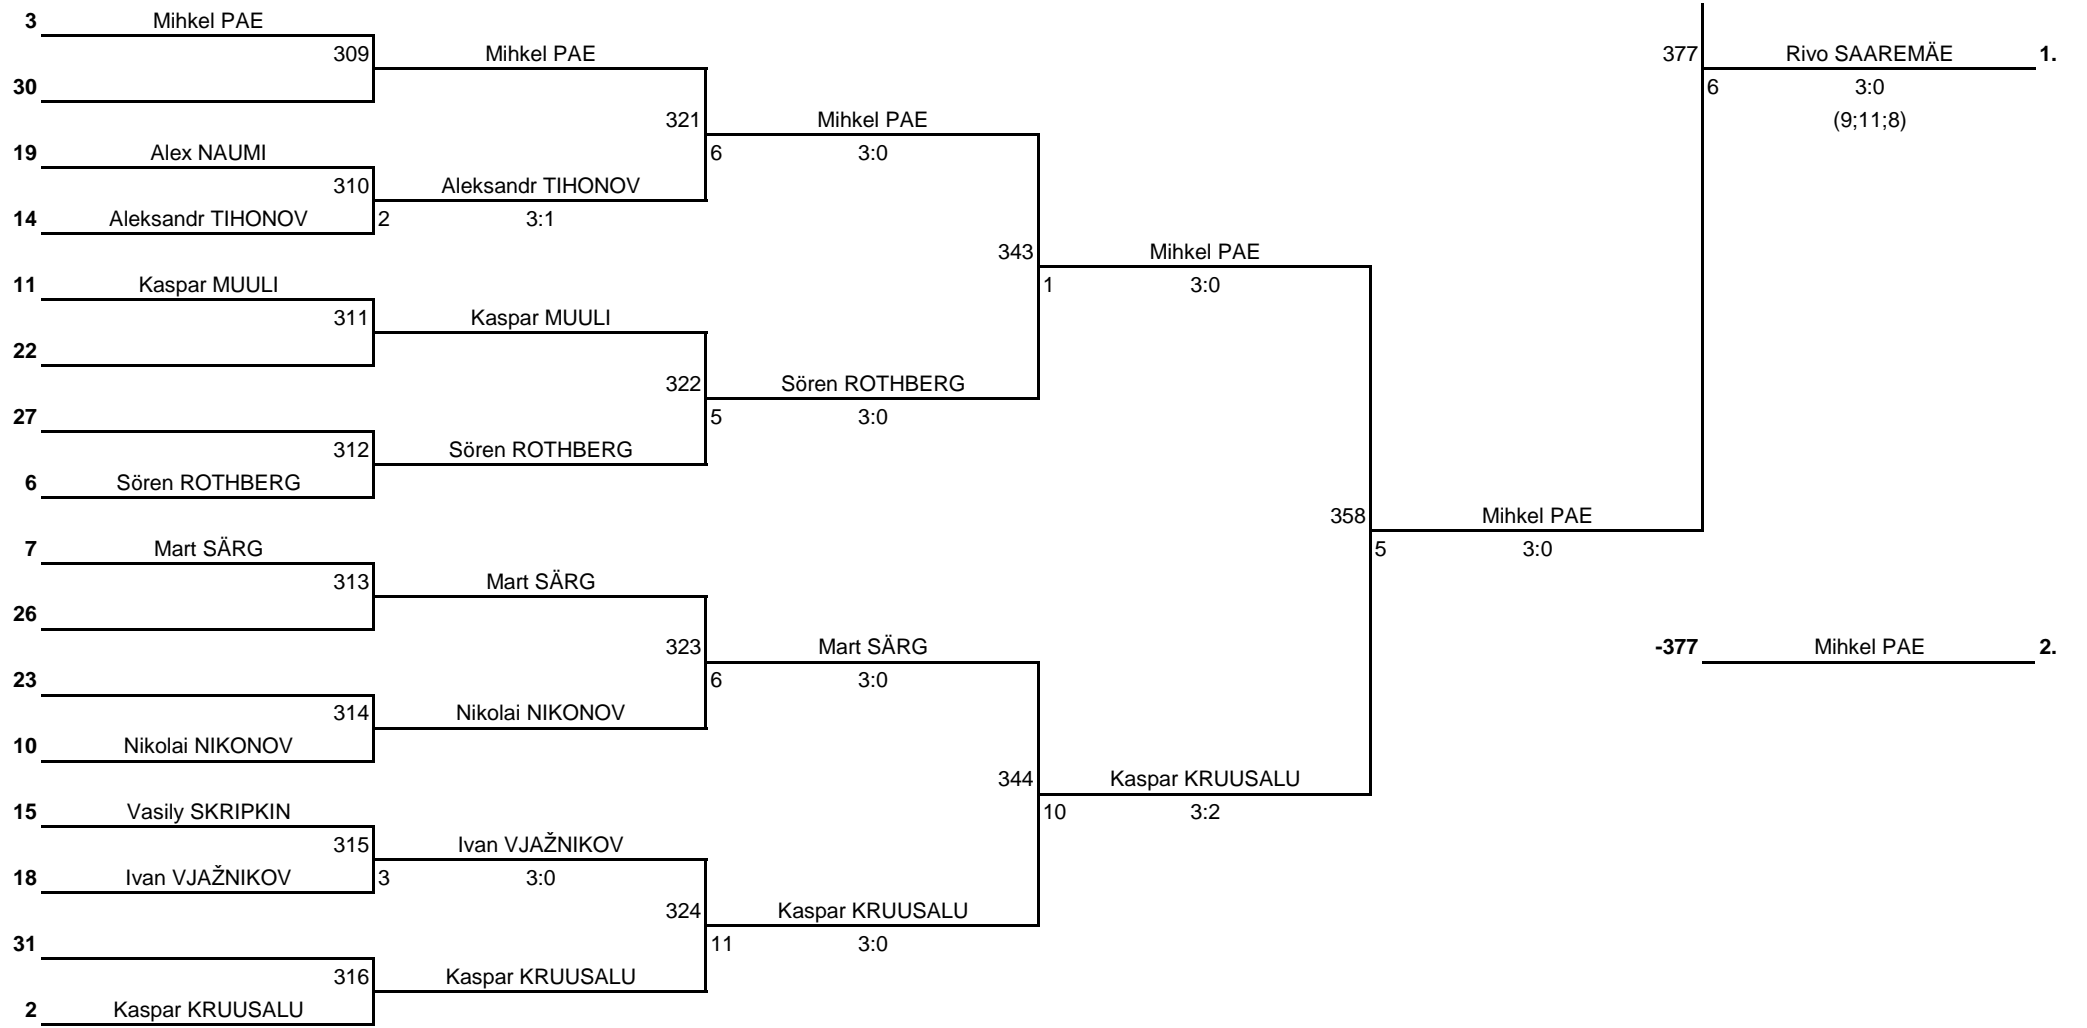 3 Mihkel PAE
309 Mihkel PAE 377 Rivo SAAREMÄE 1.
30 6 3:0
321 Mihkel PAE (9;11;8)
19 Alex NAUMI 6 3:0
310 Aleksandr TIHONOV
14 Aleksandr TIHONOV 2 3:1
343 Mihkel PAE
11 Kaspar MUULI 1 3:0
311 Kaspar MUULI
22
322 Sören ROTHBERG
27 5 3:0
312 Sören ROTHBERG
6 Sören ROTHBERG
358 Mihkel PAE
7 Mart SÄRG 5 3:0
313 Mart SÄRG
26
323 Mart SÄRG -377 Mihkel PAE 2.
23 6 3:0
314 Nikolai NIKONOV
10 Nikolai NIKONOV
344 Kaspar KRUUSALU
15 Vasily SKRIPKIN 10 3:2
315 Ivan VJAŽNIKOV
18 Ivan VJAŽNIKOV 3 3:0
324 Kaspar KRUUSALU
31 11 3:0
316 Kaspar KRUUSALU
2 Kaspar KRUUSALU